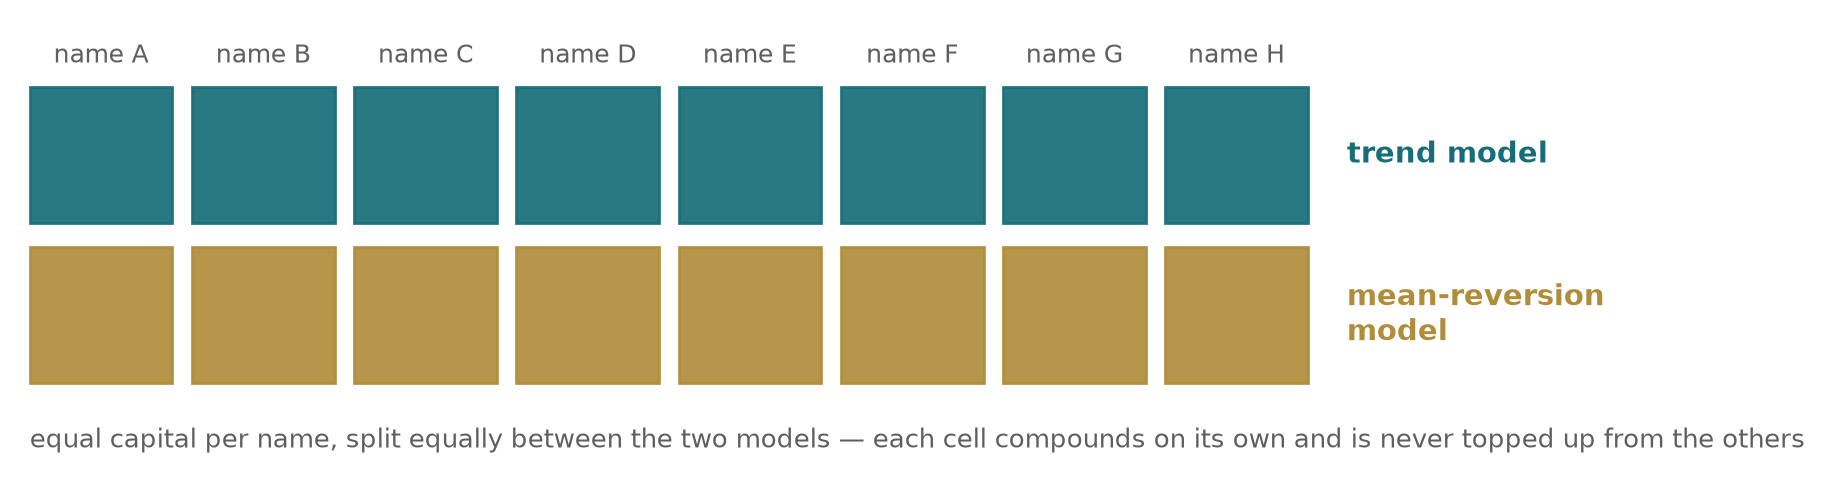 name A name B name C name D name E name F name G name H
trend model
mean-reversion
model
equal capital per name, split equally between the two models — each cell compounds on its own and is never topped up from the others